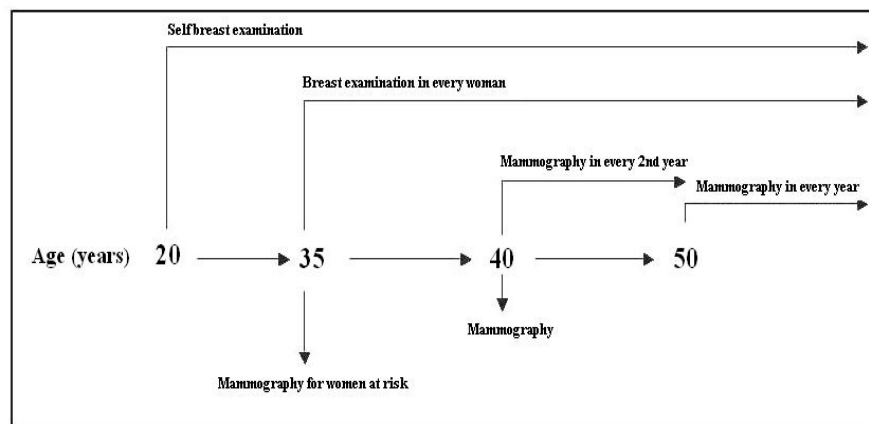 Self breast examination
Breast examination in every woman
Mammography in every 2nd year
Mammography in every year
Age (years) 20 35 40 50
Mammography
Mammography for women at risk